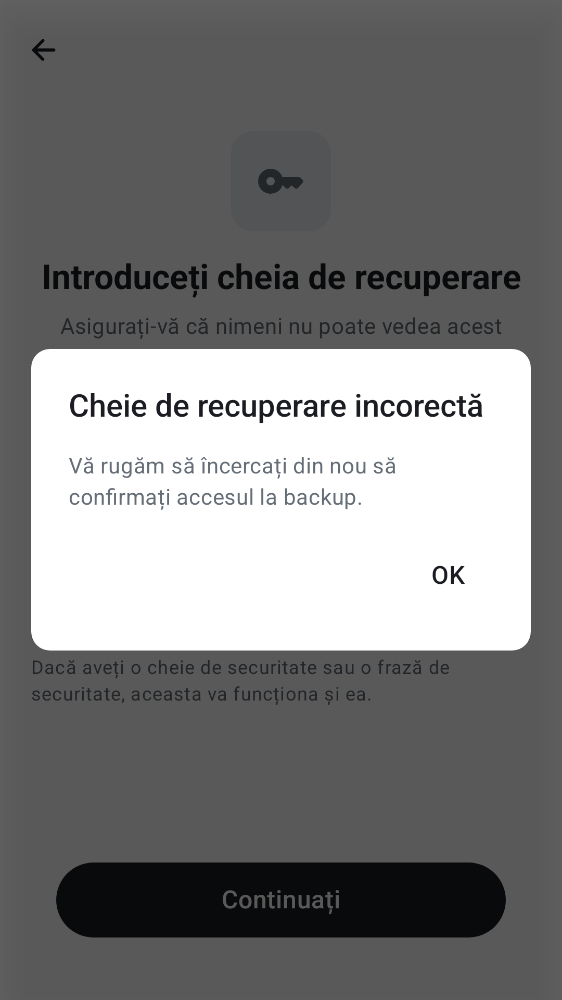 Introduceți cheia de recuperare
Asigurați-vă că nimeni nu poate vedea acest
Cheie de recuperare incorectă
Vă rugăm să încercați din nou să
confirmați accesul la backup.
OK
Dacă aveți o cheie de securitate sau o frază de
securitate, aceasta va funcționa și ea.
Continuați